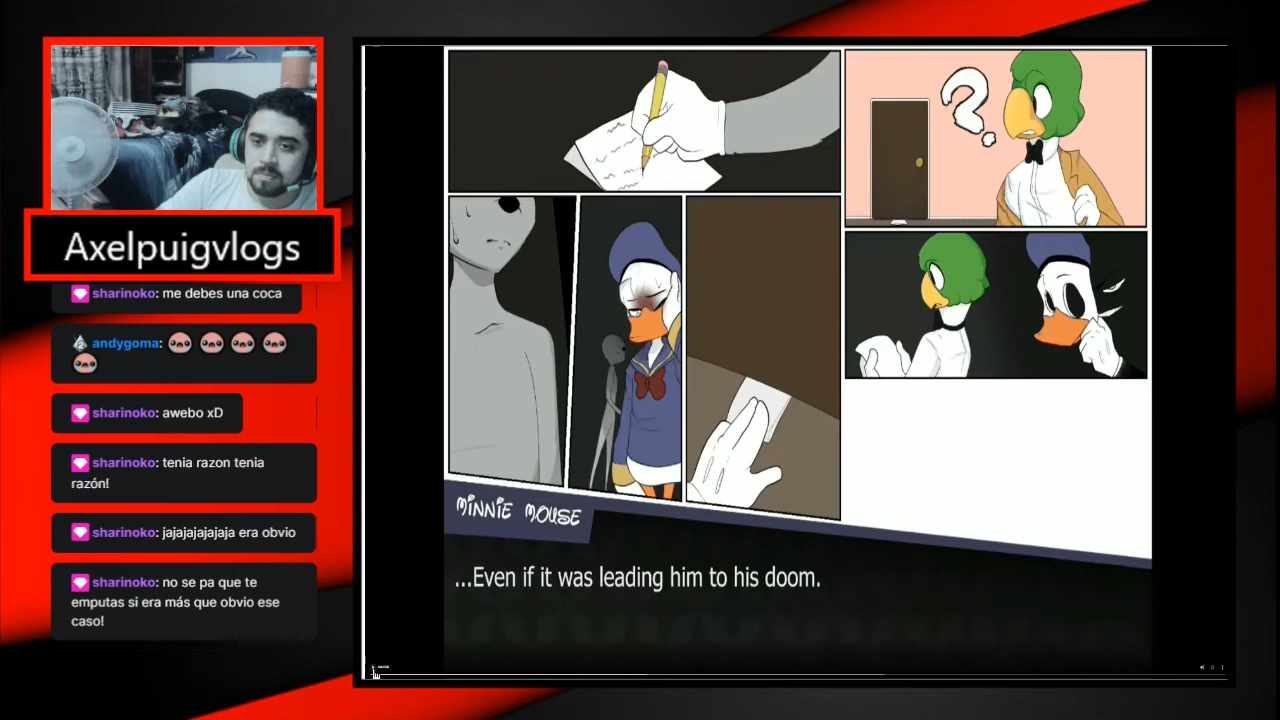 Axelpuigvlogs
sharinoko: me debes una coca
andygoma:
sharinoko: awebo xD
sharinoko: tenia razon tenia
razón!
sharinoko: jajajajajajaja era obvio
sharinoko: no se pa que te
emputas si era más que obvio ese
caso!
?
MINNIE MOUSE
...Even if it was leading him to his doom.